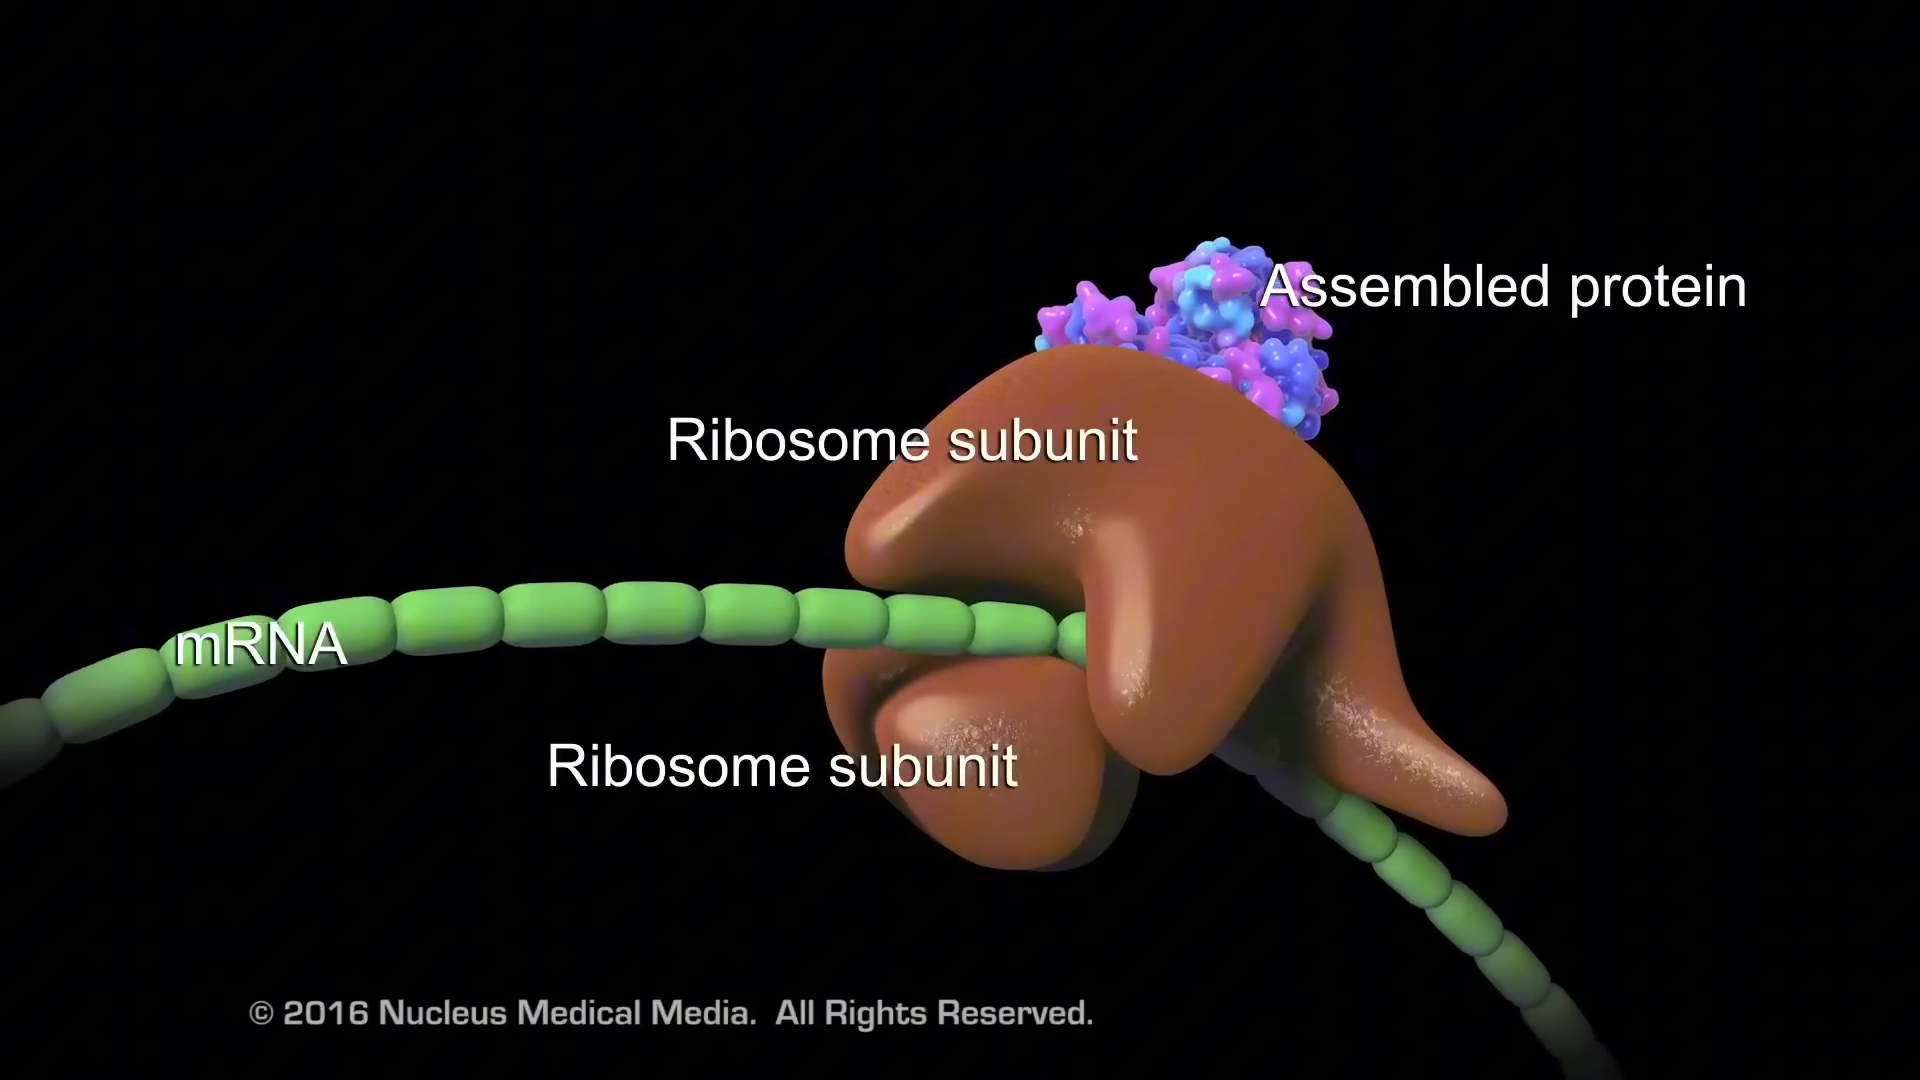 Assembled protein
Ribosome subunit
mRNA
Ribosome subunit
© 2016 Nucleus Medical Media. All Rights Reserved.